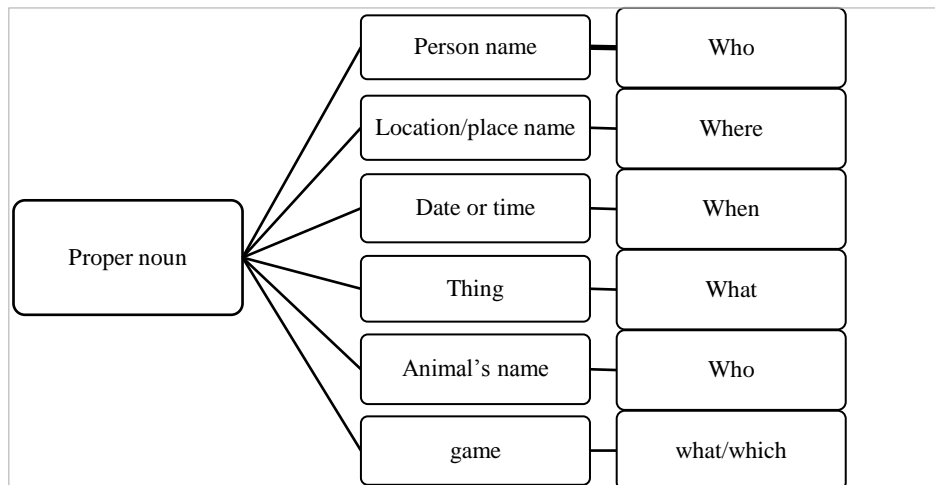 Person name
Who
Location/place name
Where
Date or time
When
Proper noun
Thing
What
Animal’s name
Who
game
what/which